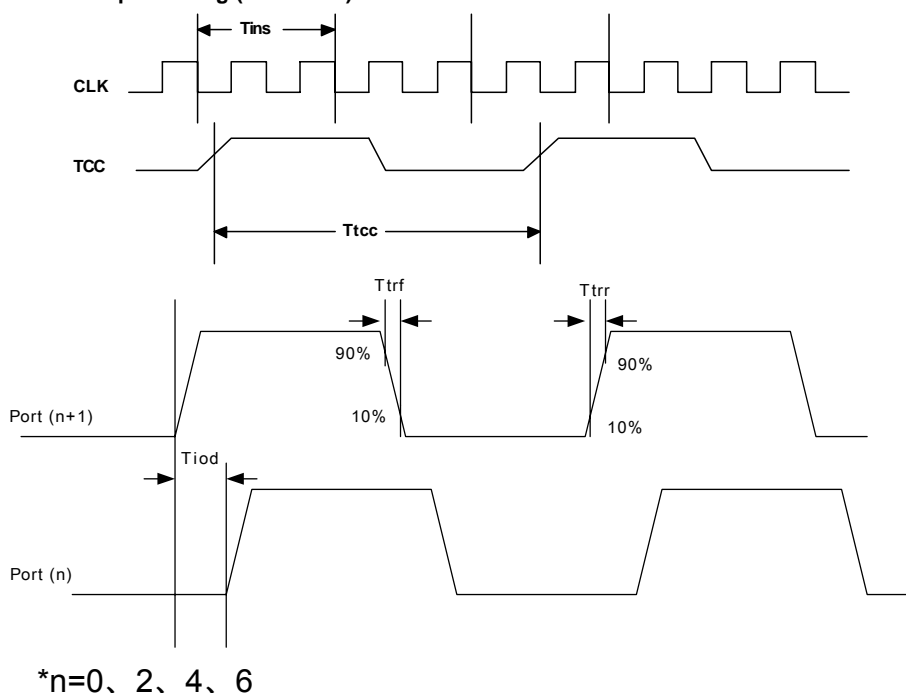 Tins
CLK
TCC
Ttcc
Ttrf
Ttrr
90%
90%
Port (n+1)
10%
10%
Tiod
Port (n)
*n=0、2、4、6